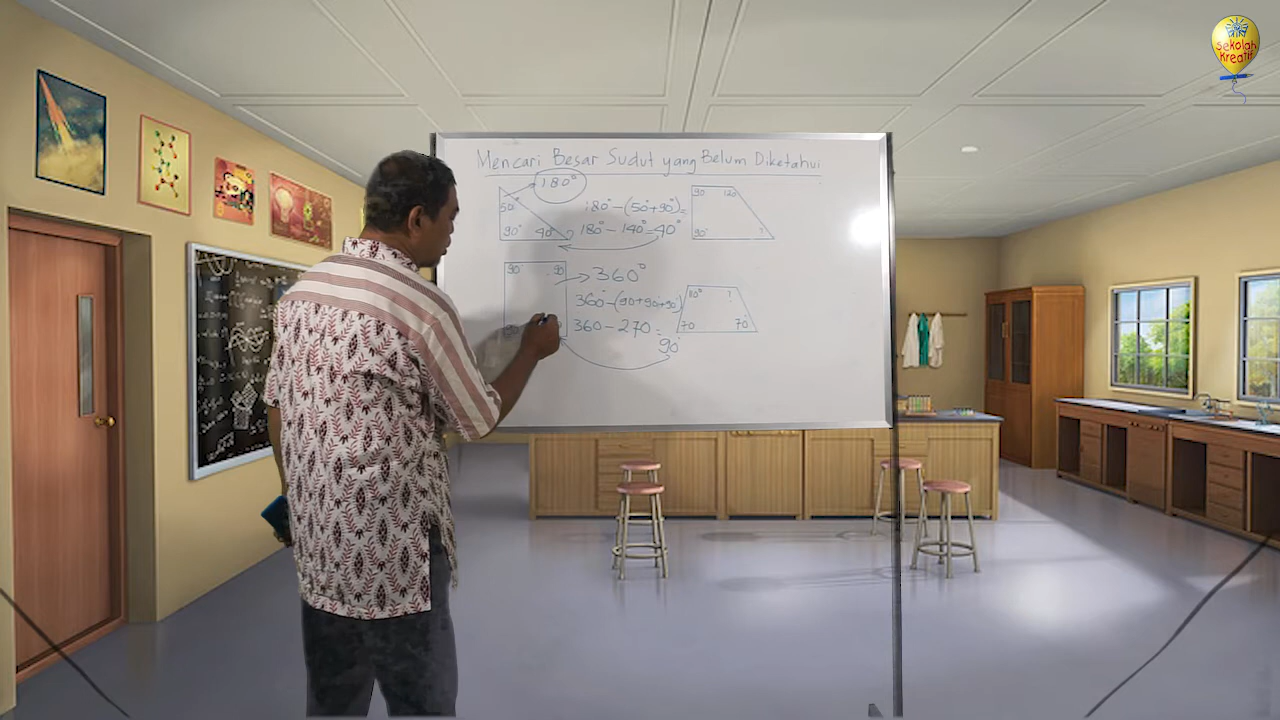 sekolah
kreatif
Mencari Besar Sudut yang Belum Diketahui
180°
50°
90° 40°
180° - (50° + 90°) =
180° - 140° = 40°
90 120
90° ?
90° 90
360°
360° - (90 + 90 + 90°)
360 - 270 =
90°
110° ?
70 70°